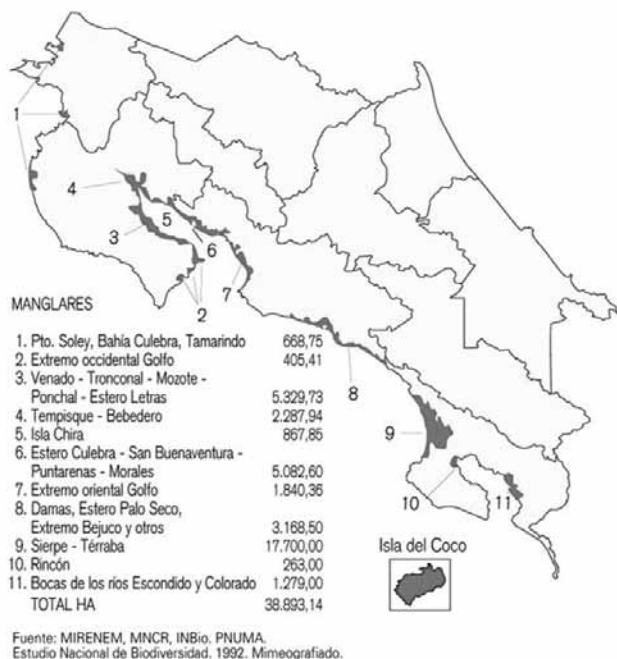 1
4
5
3
6
7
2
8
9
10
11
MANGLARES
1. Pto. Soley, Bahía Culebra, Tamarindo 668,75
2. Extremo occidental Golfo 405,41
3. Venado - Tronconal - Mozote -
Ponchal - Estero Letras 5.329,73
4. Tempisque - Bebedero 2.287,94
5. Isla Chira 867,85
6. Estero Culebra - San Buenaventura -
Puntarenas - Morales 5.082,60
7. Extremo oriental Golfo 1.840,36
8. Damas, Estero Palo Seco,
Extremo Bejuco y otros 3.168,50
9. Sierpe - Térraba 17.700,00
10. Rincón 263,00
11. Bocas de los ríos Escondido y Colorado 1.279,00
TOTAL HA 38.893,14
Isla del Coco
Fuente: MIRENEM, MNCR, INBio. PNUMA.
Estudio Nacional de Biodiversidad. 1992. Mimeografiado.